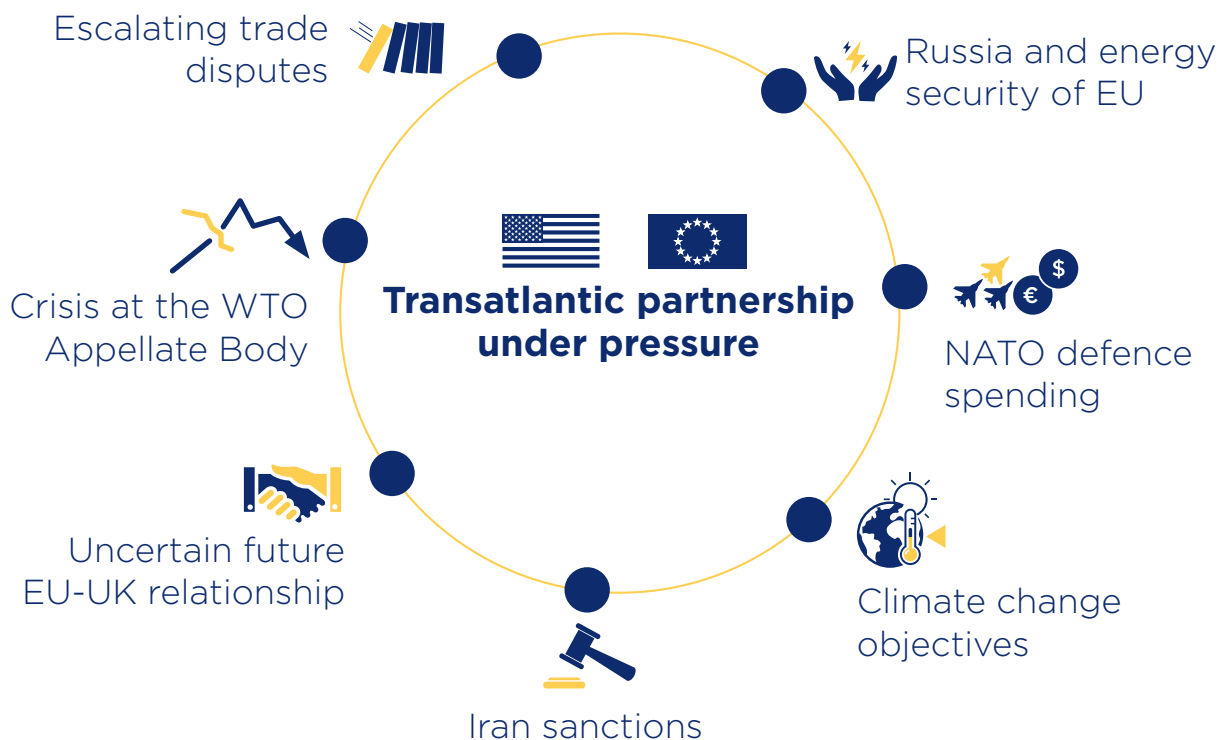 Escalating trade
disputes
Russia and energy
security of EU
Crisis at the WTO
Appellate Body
Transatlantic partnership
under pressure
$
€
NATO defence
spending
Uncertain future
EU-UK relationship
Climate change
objectives
Iran sanctions